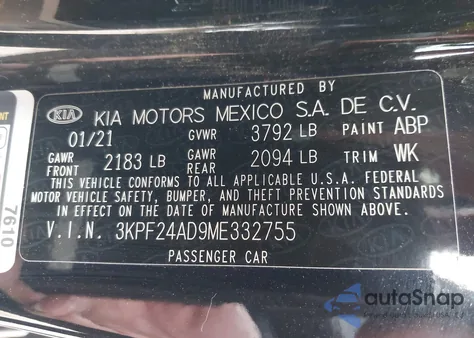 MANUFACTURED BY
KIA KIA MOTORS MEXICO S.A. DE C.V.
01/21 GVWR 3792 LB PAINT ABP
GAWR FRONT 2183 LB GAWR REAR 2094 LB TRIM WK
THIS VEHICLE CONFORMS TO ALL APPLICABLE U.S.A. FEDERAL
MOTOR VEHICLE SAFETY, BUMPER, AND THEFT PREVENTION STANDARDS
IN EFFECT ON THE DATE OF MANUFACTURE SHOWN ABOVE.
V.I.N. 3KPF24AD9ME332755
PASSENGER CAR
7610
autoSnap